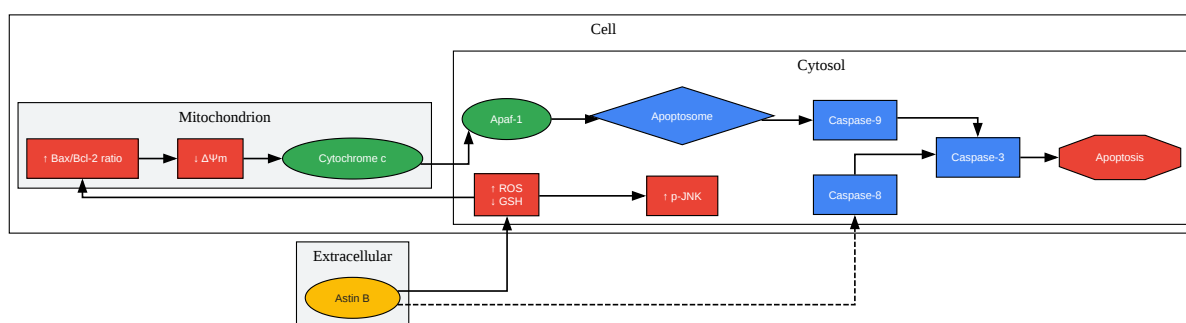 Cell
Cytosol
Mitochondrion
↑ Bax/Bcl-2 ratio
↓ ΔΨm
Cytochrome c
Apaf-1
Apoptosome
Caspase-9
Caspase-3
Apoptosis
↑ ROS
↓ GSH
↑ p-JNK
Caspase-8
Extracellular
Astin B